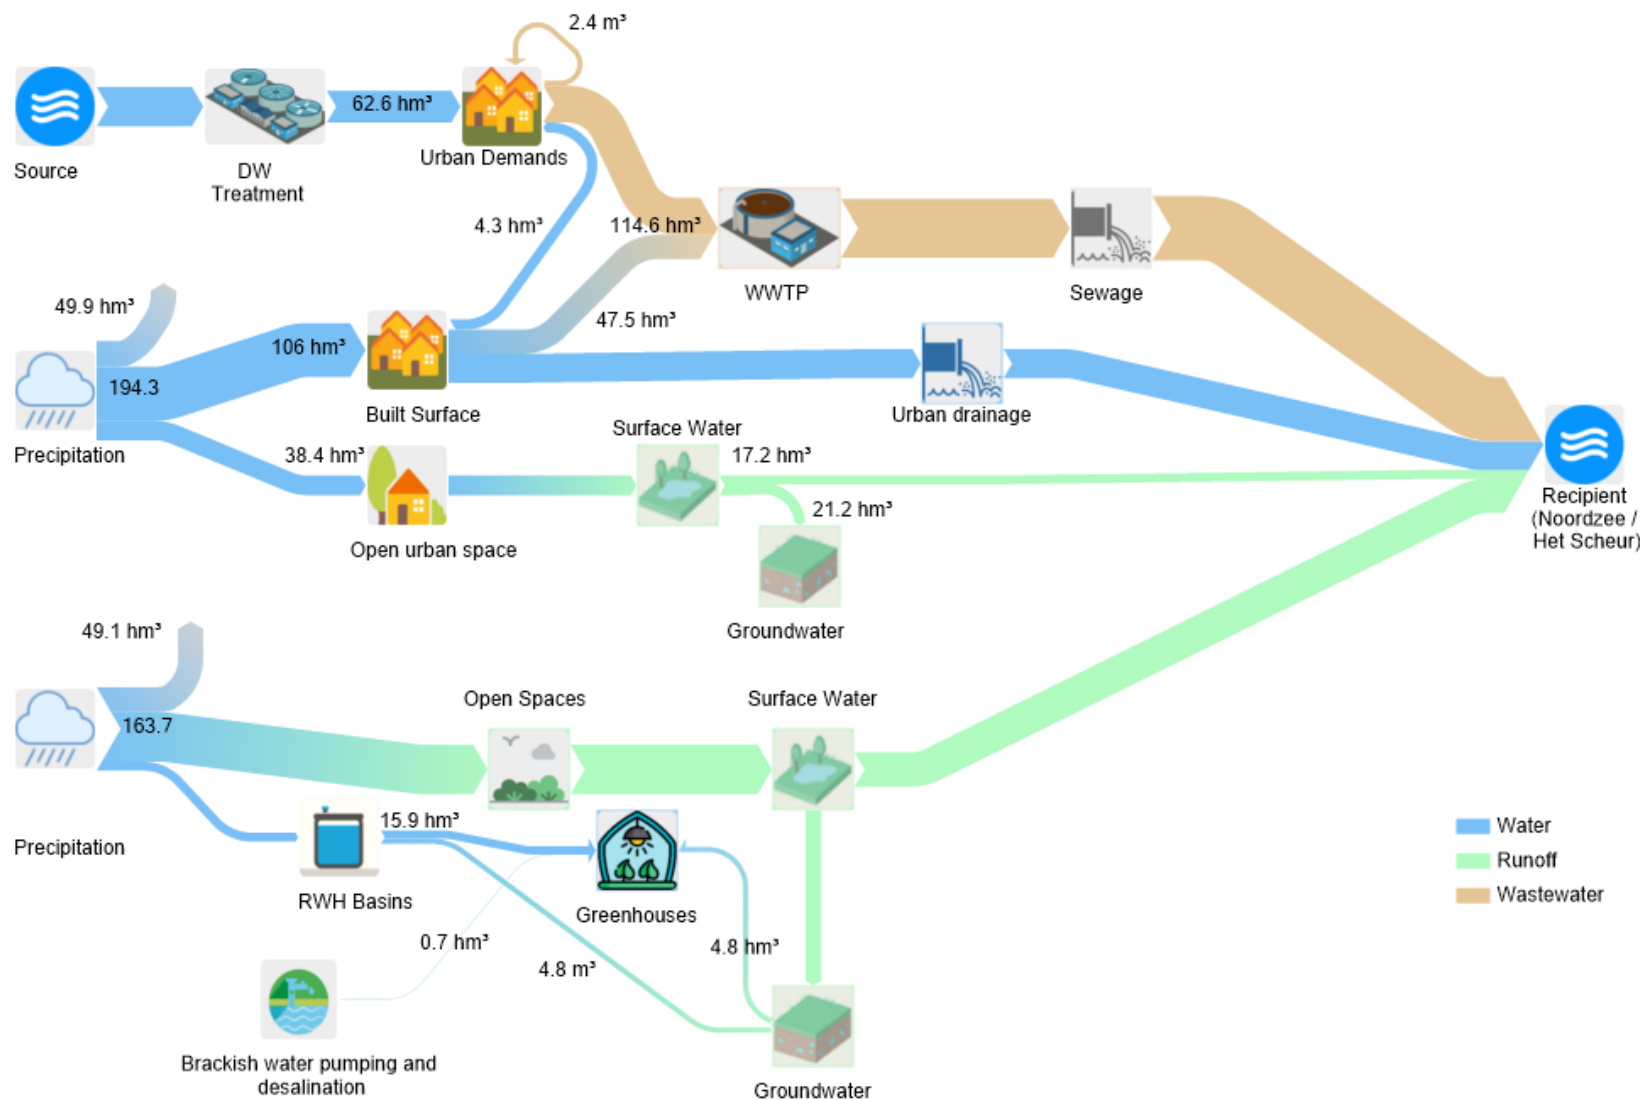 2.4 m³
62.6 hm³
Source
DW
Treatment
Urban Demands
4.3 hm³
114.6 hm³
WWTP
Sewage
49.9 hm³
47.5 hm³
106 hm³
194.3
Built Surface
Urban drainage
Precipitation
38.4 hm³
Surface Water
17.2 hm³
21.2 hm³
Open urban space
Groundwater
Recipient
(Noordzee /
Het Scheur)
49.1 hm³
163.7
Open Spaces
Surface Water
Precipitation
15.9 hm³
RWH Basins
Greenhouses
0.7 hm³
4.8 m³
4.8 hm³
Brackish water pumping and
desalination
Groundwater
Water
Runoff
Wastewater